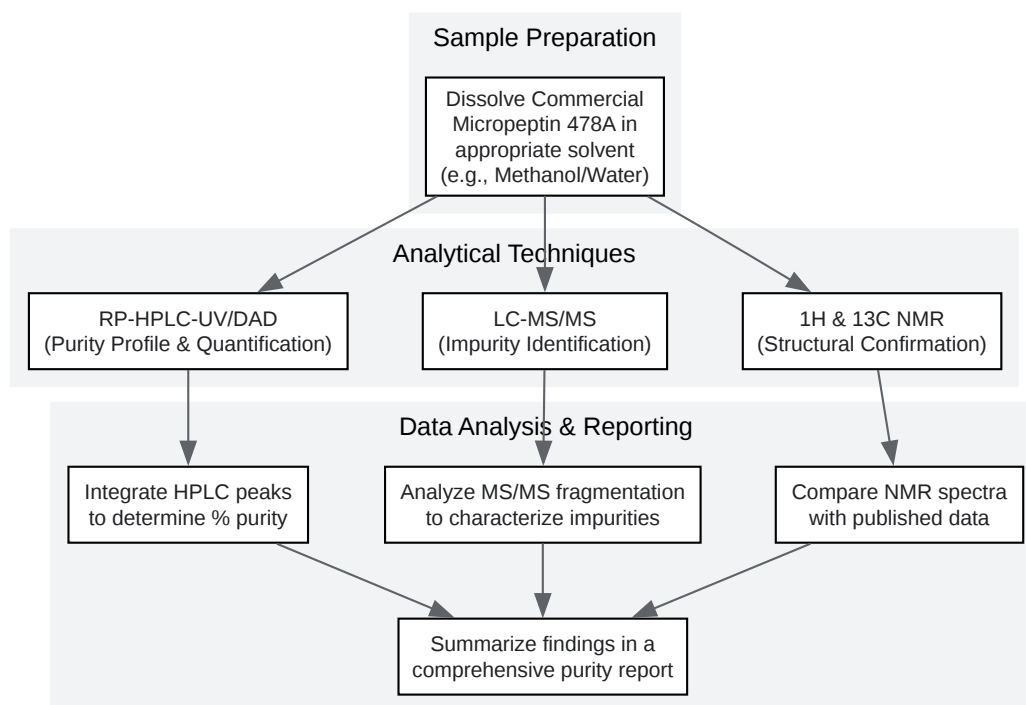 Sample Preparation
Dissolve Commercial
Micropeptin 478A in
appropriate solvent
(e.g., Methanol/Water)
Analytical Techniques
RP-HPLC-UV/DAD
(Purity Profile & Quantification)
LC-MS/MS
(Impurity Identification)
1H & 13C NMR
(Structural Confirmation)
Data Analysis & Reporting
Integrate HPLC peaks
to determine % purity
Analyze MS/MS fragmentation
to characterize impurities
Compare NMR spectra
with published data
Summarize findings in a
comprehensive purity report